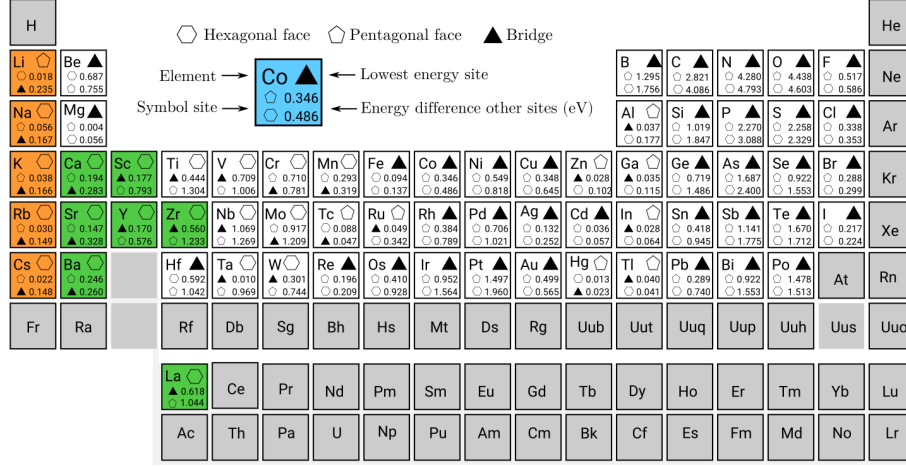 H He
Hexagonal face Pentagonal face Bridge
Li Be B C N O F Ne
0.018 0.687 1.295 2.821 4.280 4.438 0.517
0.235 0.755 1.756 4.086 4.793 4.603 0.586
Element Co Lowest energy site
Symbol site 0.346 Energy difference other sites (eV)
0.486
Na Mg Al Si P S Cl Ar
0.056 0.004 0.037 1.019 2.270 2.258 0.338
0.167 0.056 0.177 1.847 3.088 2.329 0.353
K Ca Sc Ti V Cr Mn Fe Co Ni Cu Zn Ga Ge As Se Br Kr
0.038 0.194 0.177 0.444 0.709 0.710 0.293 0.094 0.346 0.549 0.348 0.028 0.035 0.719 1.687 0.922 0.288
0.166 0.283 0.793 1.304 1.006 0.781 0.319 0.137 0.486 0.818 0.645 0.102 0.115 1.486 2.400 1.553 0.299
Rb Sr Y Zr Nb Mo Tc Ru Rh Pd Ag Cd In Sn Sb Te I Xe
0.030 0.147 0.170 0.560 1.069 0.917 0.088 0.049 0.384 0.706 0.132 0.036 0.028 0.418 1.141 1.670 0.217
0.149 0.328 0.576 1.233 1.269 1.209 0.047 0.342 0.789 1.021 0.252 0.057 0.064 0.945 1.775 1.712 0.224
Cs Ba Hf Ta W Re Os Ir Pt Au Hg Tl Pb Bi Po At Rn
0.022 0.246 0.592 0.010 0.301 0.196 0.410 0.952 1.497 0.499 0.013 0.040 0.289 0.922 1.478
0.148 0.260 1.042 0.969 0.744 0.209 0.928 1.564 1.960 0.565 0.023 0.041 0.740 1.553 1.513
Fr Ra Rf Db Sg Bh Hs Mt Ds Rg Uub Uut Uuq Uup Uuh Uus Uuo
La Ce Pr Nd Pm Sm Eu Gd Tb Dy Ho Er Tm Yb Lu
0.618
1.044
Ac Th Pa U Np Pu Am Cm Bk Cf Es Fm Md No Lr